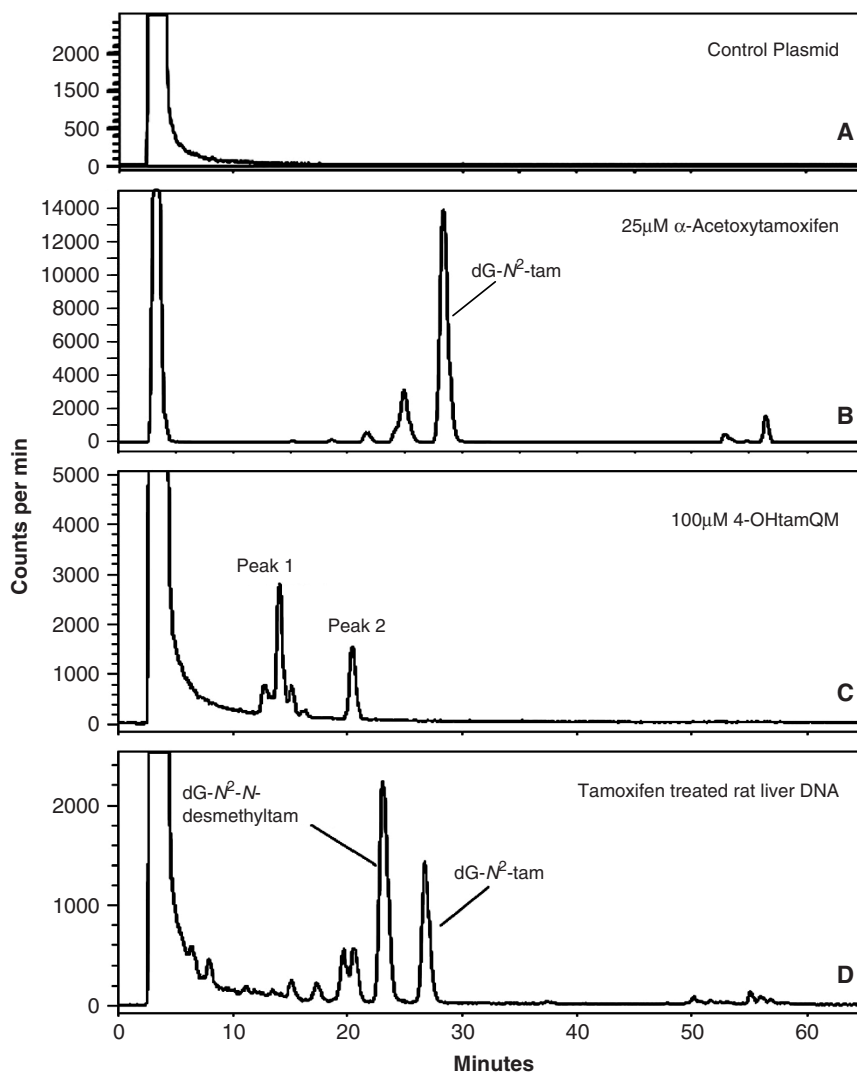 Counts per min
2000
1500
500
0
Control Plasmid
A
14000
12000
10000
8000
6000
4000
2000
0
25μM α-Acetoxytamoxifen
dG-N²-tam
B
5000
4000
3000
2000
1000
0
100μM 4-OHtamQM
Peak 1
Peak 2
C
2000
1000
0
Tamoxifen treated rat liver DNA
dG-N²-N-
desmethyltam
dG-N²-tam
D
0 10 20 30 40 50 60
Minutes